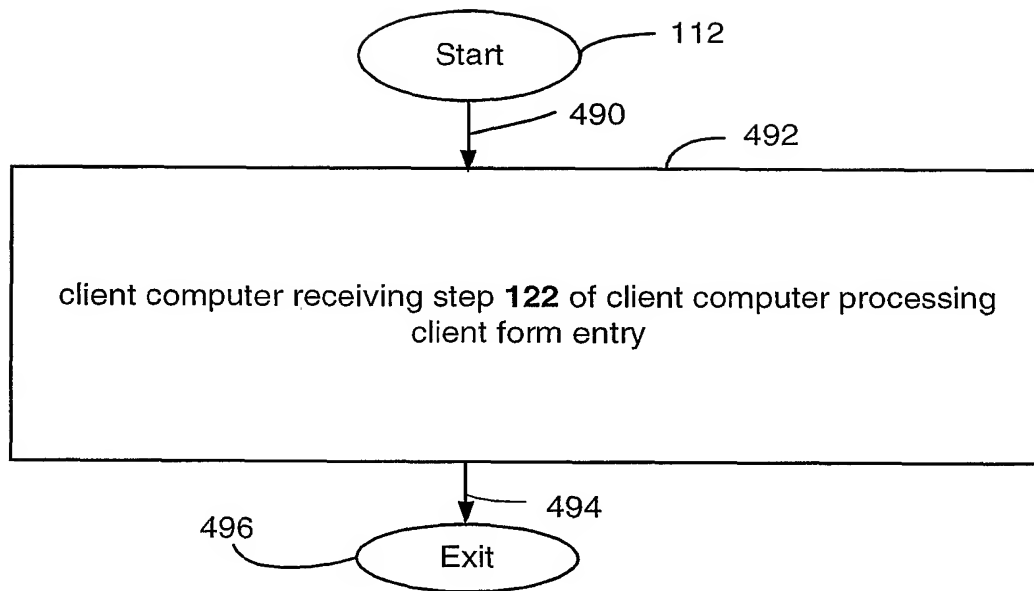 Start
112
490
492
client computer receiving step 122 of client computer processing
client form entry
494
496
Exit